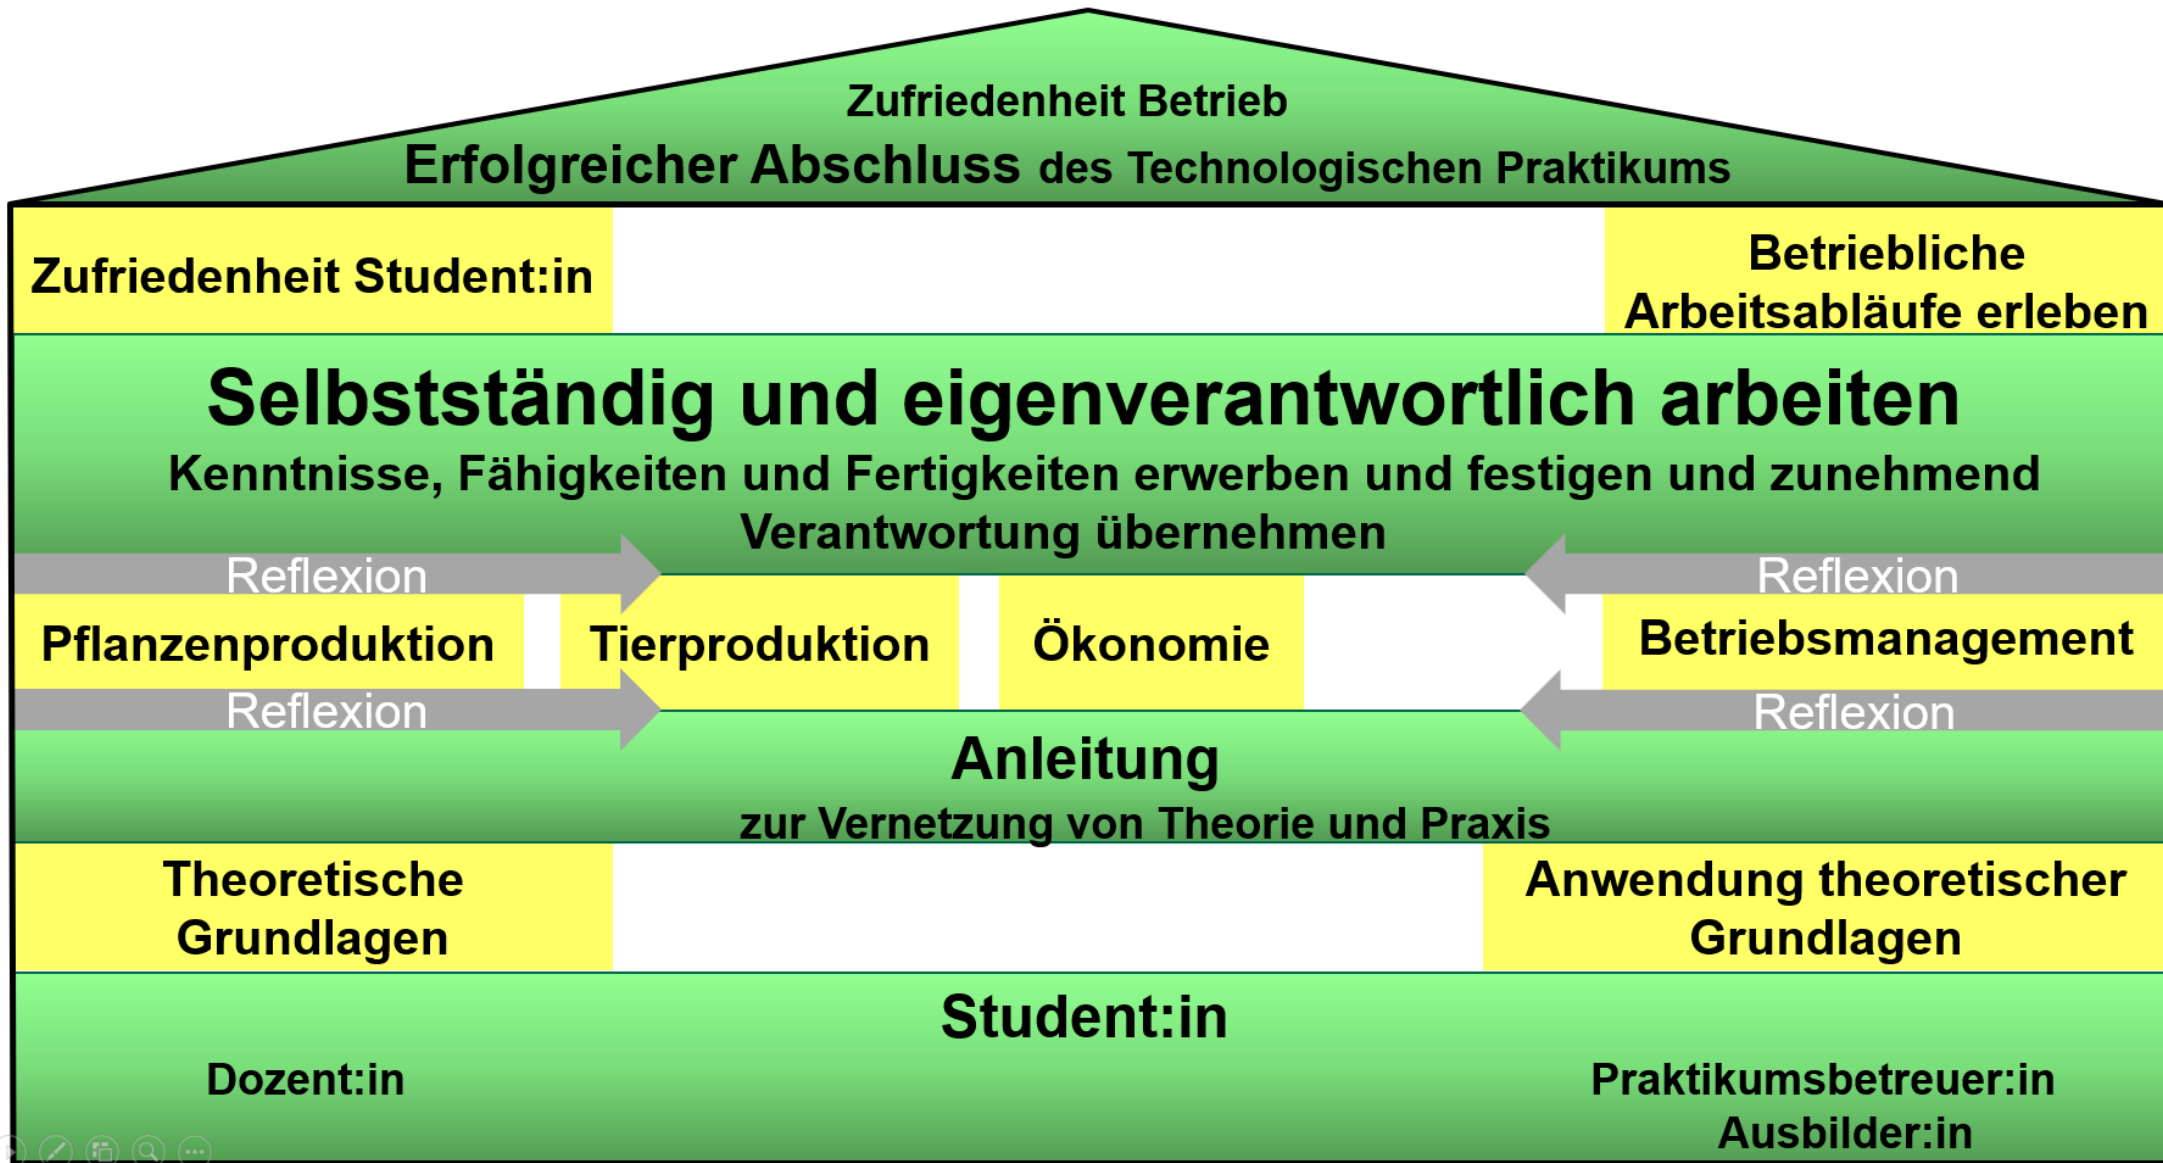 Zufriedenheit Betrieb
Erfolgreicher Abschluss des Technologischen Praktikums
Zufriedenheit Student:in
Betriebliche
Arbeitsabläufe erleben
Selbstständig und eigenverantwortlich arbeiten
Kenntnisse, Fähigkeiten und Fertigkeiten erwerben und festigen und zunehmend
Verantwortung übernehmen
Reflexion
Reflexion
Pflanzenproduktion
Tierproduktion
Ökonomie
Betriebsmanagement
Reflexion
Reflexion
Anleitung
zur Vernetzung von Theorie und Praxis
Theoretische
Grundlagen
Anwendung theoretischer
Grundlagen
Student:in
Dozent:in
Praktikumsbetreuer:in
Ausbilder:in